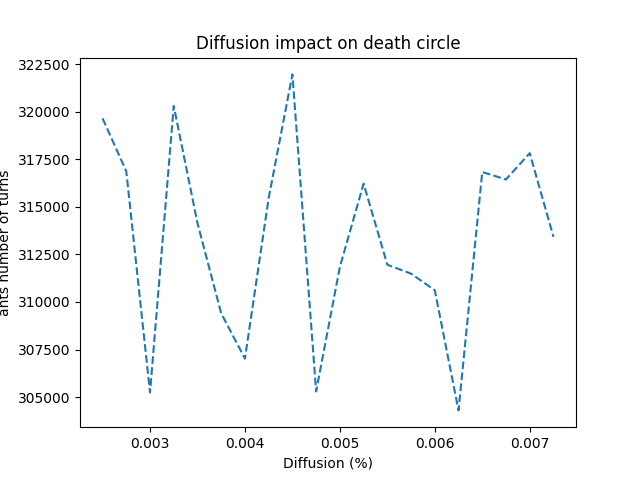 Diffusion impact on death circle
322500
320000
317500
315000
312500
310000
307500
305000
ants number of turns
0.003 0.004 0.005 0.006 0.007
Diffusion (%)